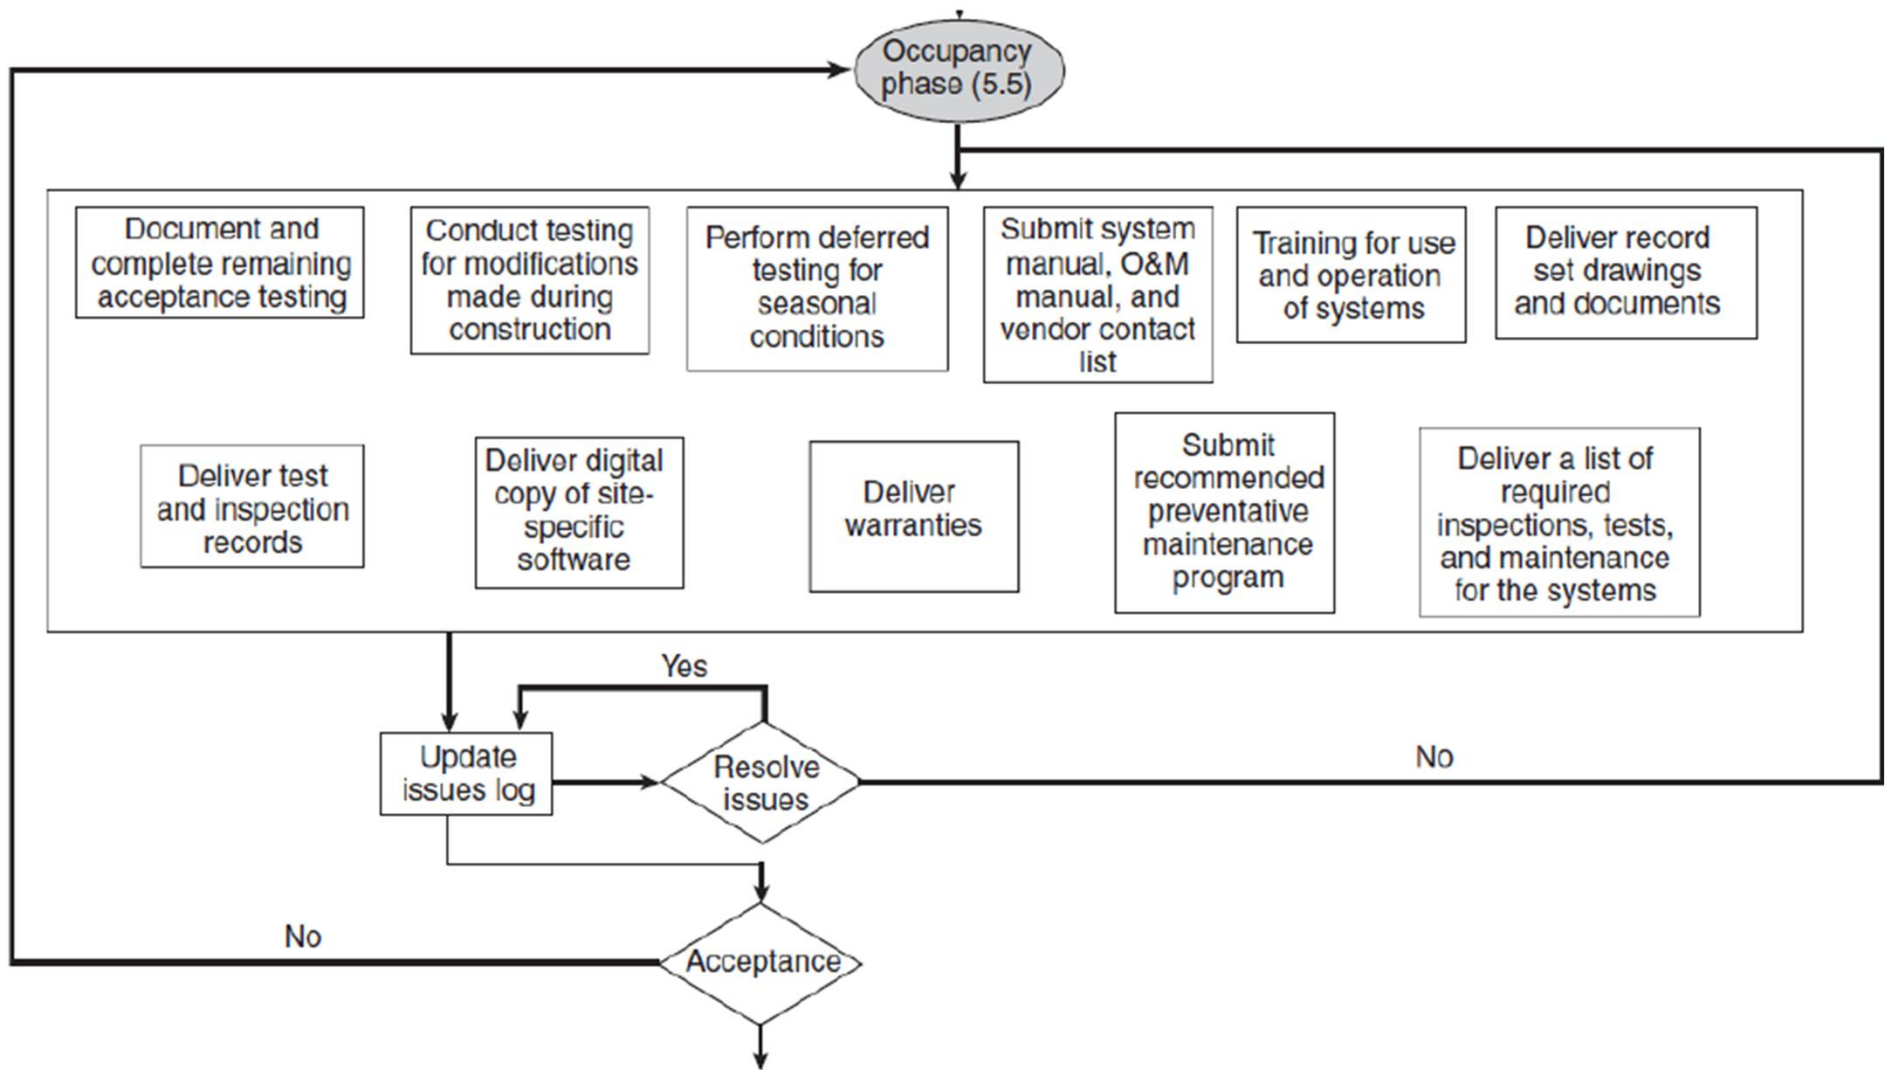 Occupancy
phase (5.5)
Document and
complete remaining
acceptance testing
Conduct testing
for modifications
made during
construction
Perform deferred
testing for
seasonal
conditions
Submit system
manual, O&M
manual, and
vendor contact
list
Training for use
and operation
of systems
Deliver record
set drawings
and documents
Deliver test
and inspection
records
Deliver digital
copy of site-
specific
software
Deliver
warranties
Submit
recommended
preventative
maintenance
program
Deliver a list of
required
inspections, tests,
and maintenance
for the systems
Yes
Update
issues log
Resolve
issues
No
No
Acceptance